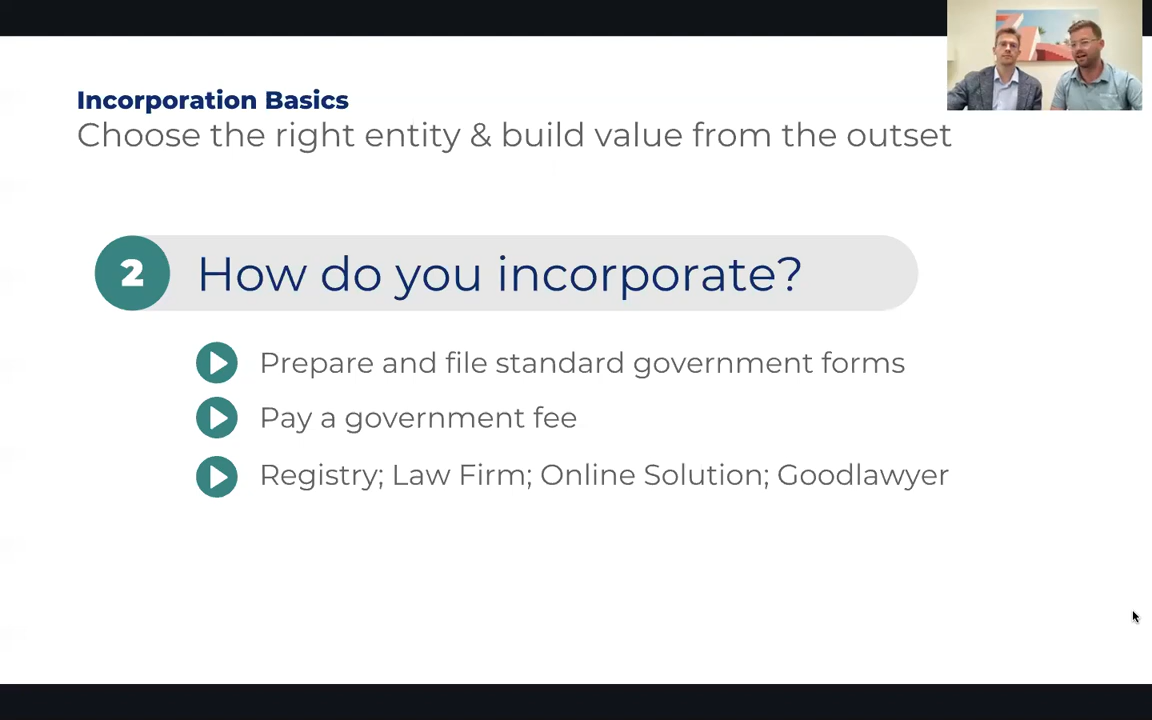 Incorporation Basics
Choose the right entity & build value from the outset
2 How do you incorporate?
Prepare and file standard government forms
Pay a government fee
Registry; Law Firm; Online Solution; Goodlawyer